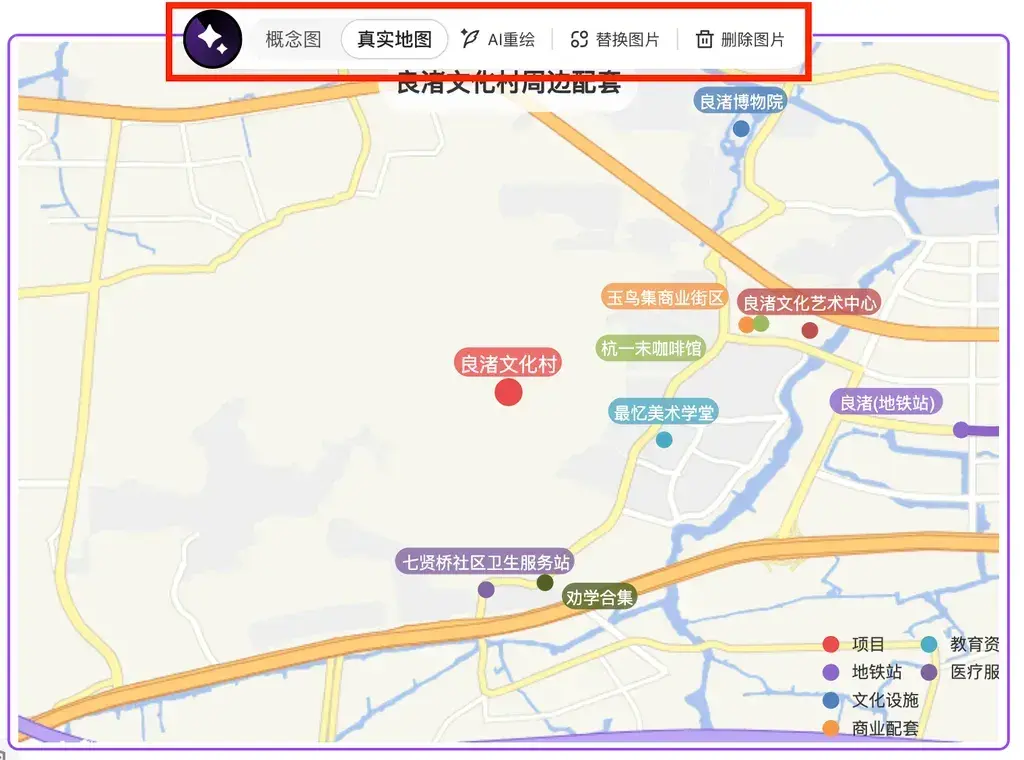 概念图 真实地图 AI重绘 替换图片 删除图片
良渚文化村周边配套
良渚博物院
玉鸟集商业街区
良渚文化艺术中心
杭一末咖啡馆
良渚文化村
良渚(地铁站)
最忆美术学堂
七贤桥社区卫生服务站
劝学合集
项目 教育资
地铁站 医疗服
文化设施
商业配套